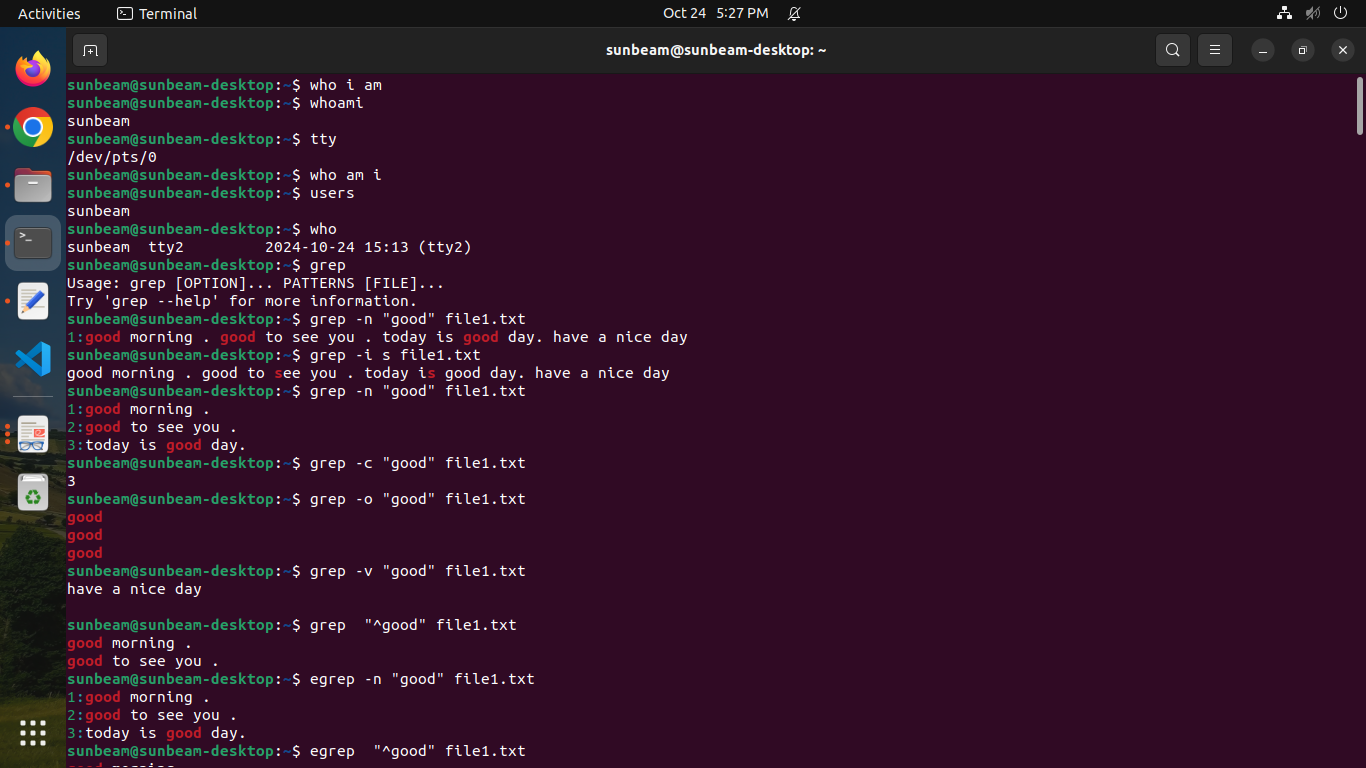 Activities Terminal Oct 24 5:27 PM
sunbeam@sunbeam-desktop: ~
sunbeam@sunbeam-desktop:~$ who i am
sunbeam@sunbeam-desktop:~$ whoami
sunbeam
sunbeam@sunbeam-desktop:~$ tty
/dev/pts/0
sunbeam@sunbeam-desktop:~$ who am i
sunbeam@sunbeam-desktop:~$ users
sunbeam
sunbeam@sunbeam-desktop:~$ who
sunbeam  tty2         2024-10-24 15:13 (tty2)
sunbeam@sunbeam-desktop:~$ grep
Usage: grep [OPTION]... PATTERNS [FILE]...
Try 'grep --help' for more information.
sunbeam@sunbeam-desktop:~$ grep -n "good" file1.txt
1:good morning . good to see you . today is good day. have a nice day
sunbeam@sunbeam-desktop:~$ grep -i s file1.txt
good morning . good to see you . today is good day. have a nice day
sunbeam@sunbeam-desktop:~$ grep -n "good" file1.txt
1:good morning .
2:good to see you .
3:today is good day.
sunbeam@sunbeam-desktop:~$ grep -c "good" file1.txt
3
sunbeam@sunbeam-desktop:~$ grep -o "good" file1.txt
good
good
good
sunbeam@sunbeam-desktop:~$ grep -v "good" file1.txt
have a nice day
sunbeam@sunbeam-desktop:~$ grep  "^good" file1.txt
good morning .
good to see you .
sunbeam@sunbeam-desktop:~$ egrep -n "good" file1.txt
1:good morning .
2:good to see you .
3:today is good day.
sunbeam@sunbeam-desktop:~$ egrep  "^good" file1.txt